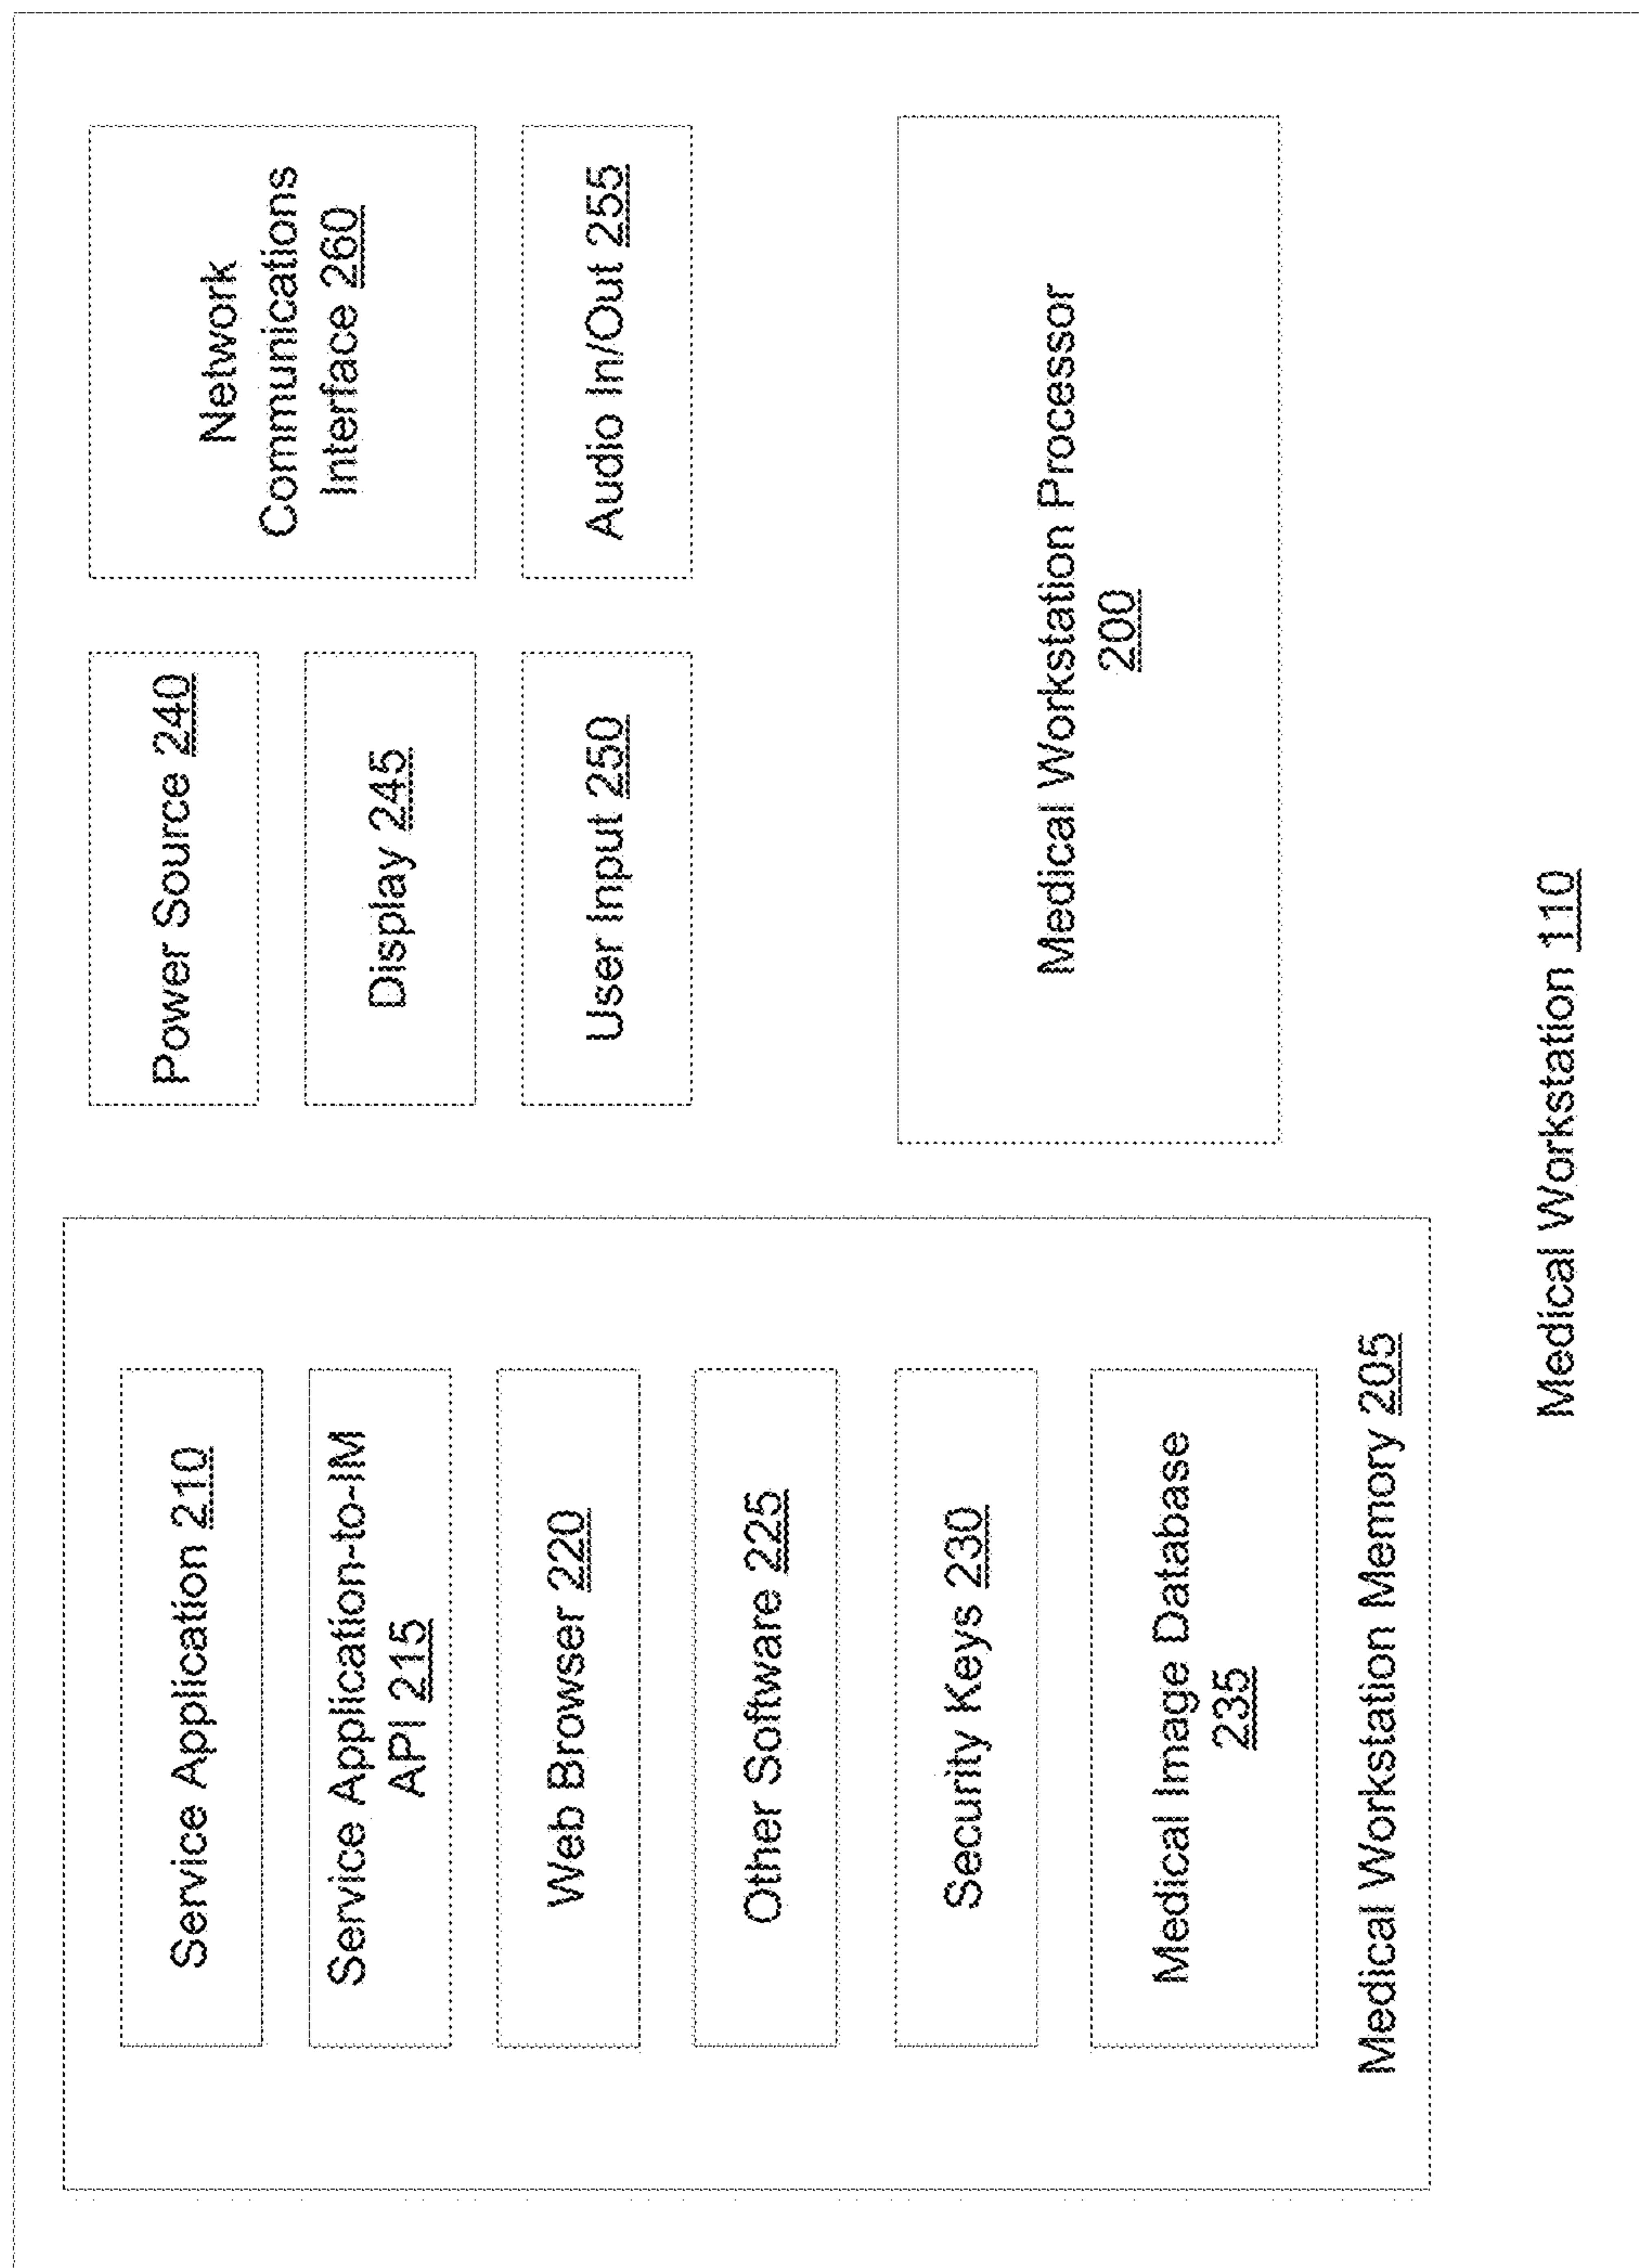 Service Application 210
Service Application-to-IM
API 215
Web Browser 220
Other Software 225
Security Keys 230
Medical Image Database
235
Medical Workstation Memory 205
Power Source 240
Display 245
User Input 250
Network
Communications
Interface 260
Audio In/Out 255
Medical Workstation Processor
200
Medical Workstation 110